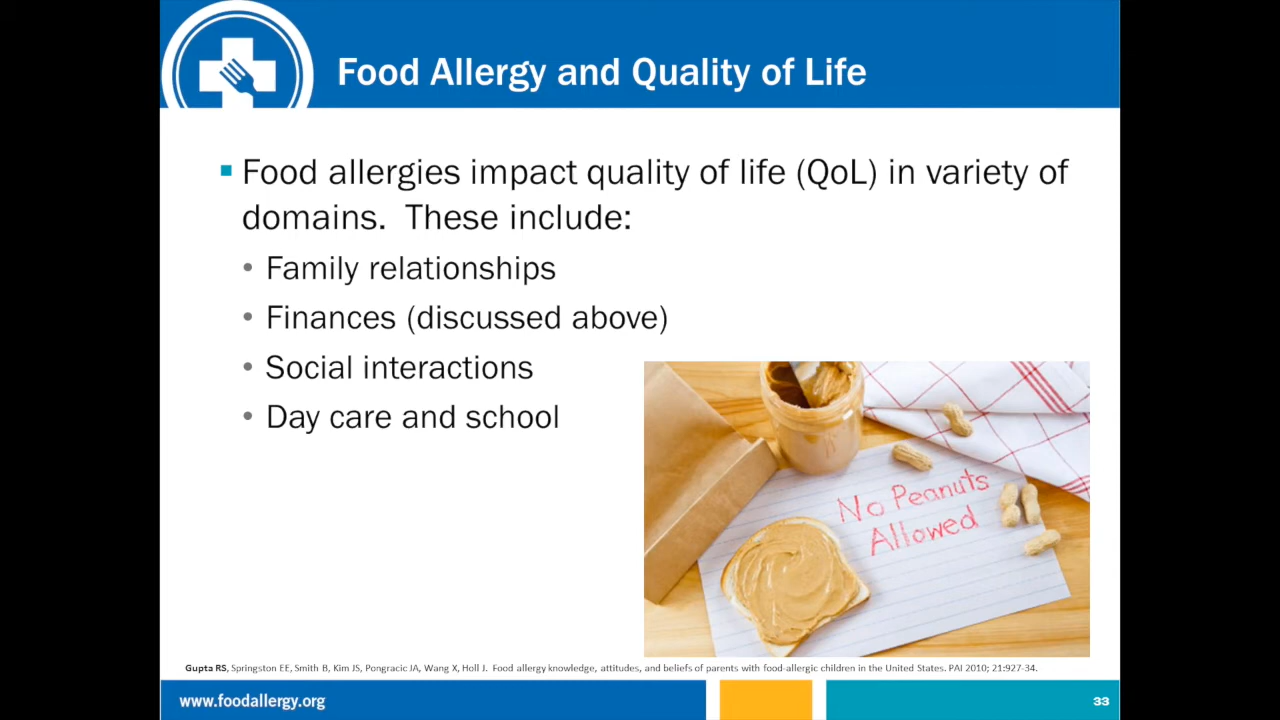 Food Allergy and Quality of Life
Food allergies impact quality of life (QoL) in variety of
domains.  These include:
• Family relationships
• Finances (discussed above)
• Social interactions
• Day care and school
No Peanuts
Allowed
Gupta RS, Springston EE, Smith B, Kim JS, Pongracic JA, Wang X, Holl J.  Food allergy knowledge, attitudes, and beliefs of parents with food-allergic children in the United States. PAI 2010; 21:927-34.
www.foodallergy.org
33